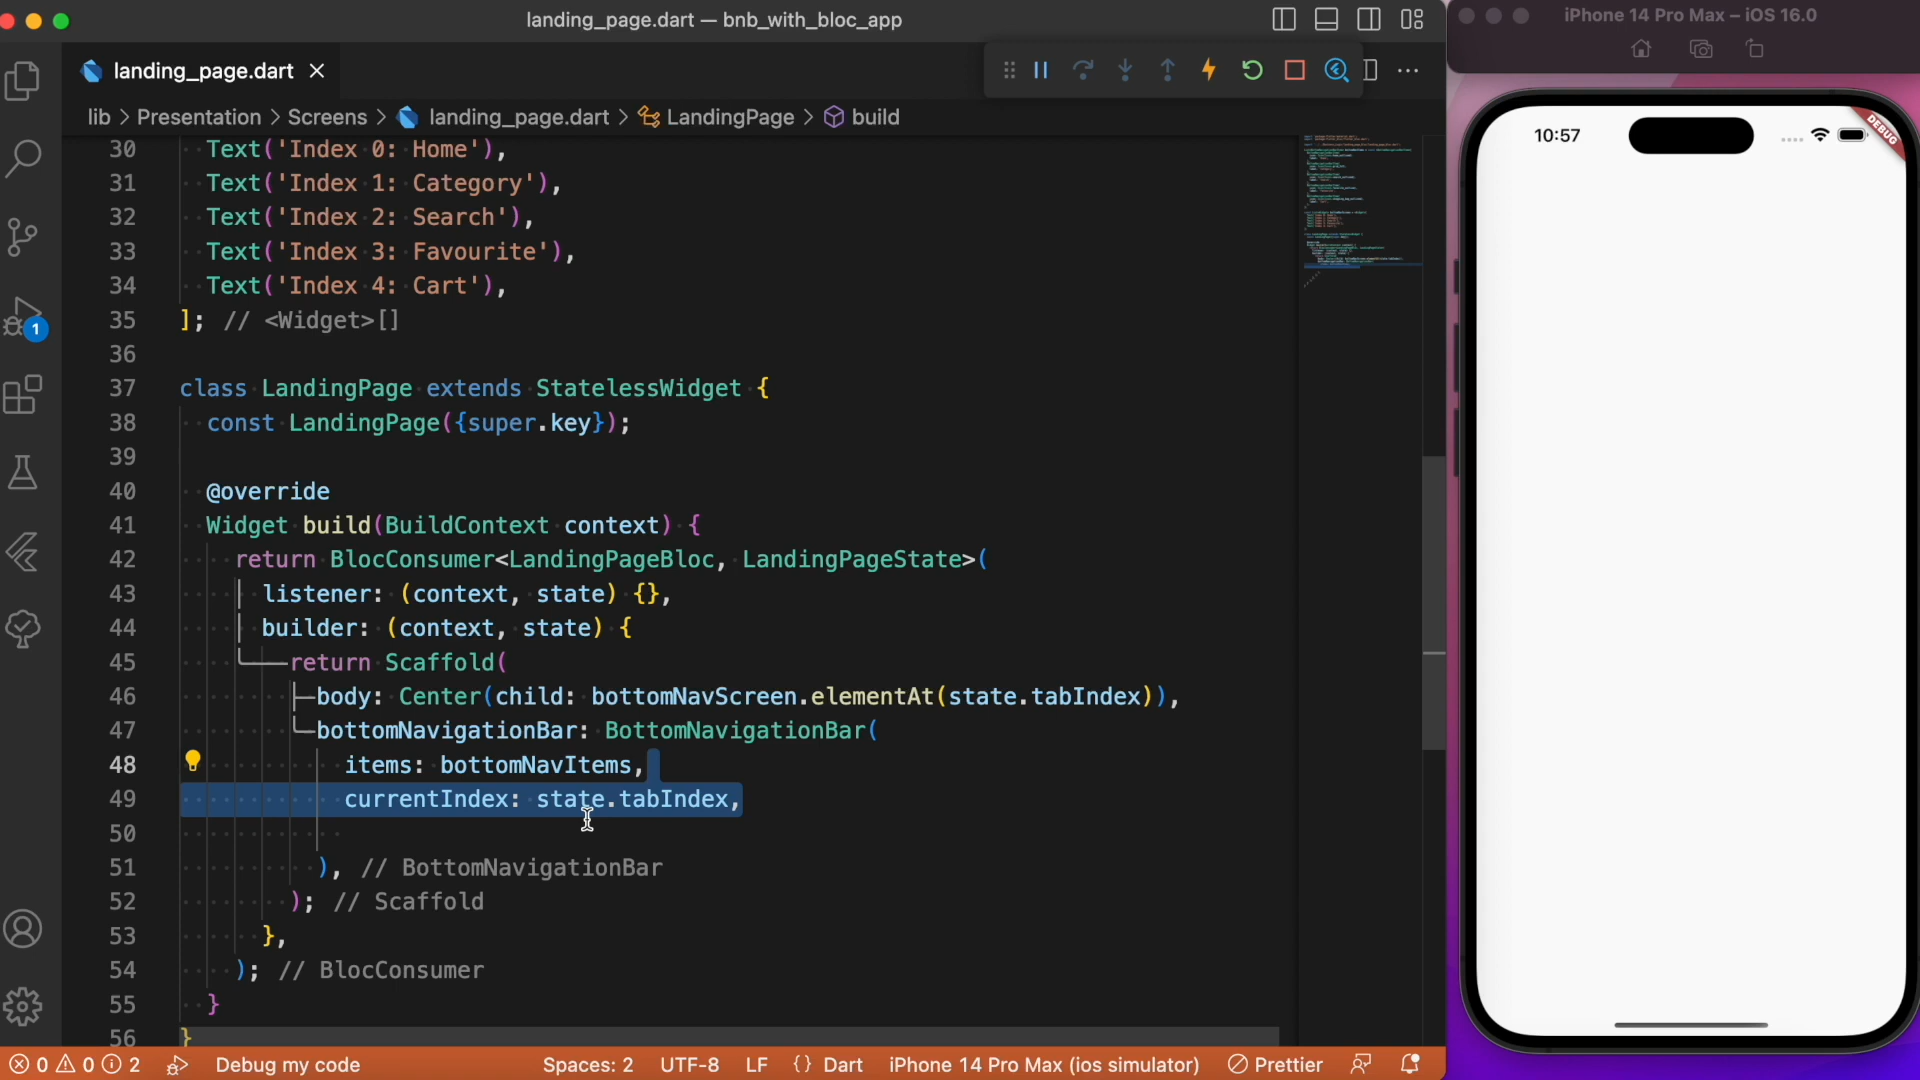 landing_page.dart — bnb_with_bloc_app
iPhone 14 Pro Max – iOS 16.0
landing_page.dart
lib > Presentation > Screens > landing_page.dart > LandingPage > build
10:57
DEBUG
1
30 Text('Index 0: Home'),
31 Text('Index 1: Category'),
32 Text('Index 2: Search'),
33 Text('Index 3: Favourite'),
34 Text('Index 4: Cart'),
35 ]; // <Widget>[]
36
37 class LandingPage extends StatelessWidget {
38 const LandingPage({super.key});
39
40 @override
41 Widget build(BuildContext context) {
42 return BlocConsumer<LandingPageBloc, LandingPageState>(
43 listener: (context, state) {},
44 builder: (context, state) {
45 return Scaffold(
46 body: Center(child: bottomNavScreen.elementAt(state.tabIndex)),
47 bottomNavigationBar: BottomNavigationBar(
48 items: bottomNavItems,
49 currentIndex: state.tabIndex,
50
51 ), // BottomNavigationBar
52 ); // Scaffold
53 },
54 ); // BlocConsumer
55 }
56 }
0 0 2 Debug my code Spaces: 2 UTF-8 LF {} Dart iPhone 14 Pro Max (ios simulator) Prettier